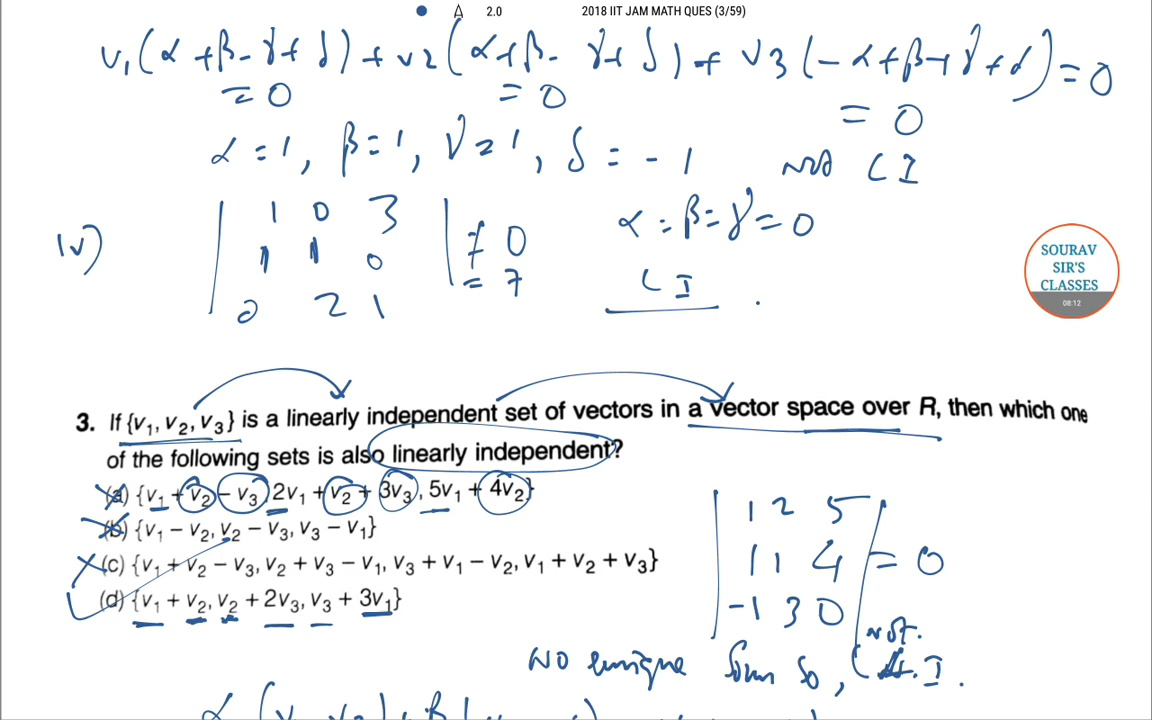 2.0 2018 IIT JAM MATH QUES (3/59)
v1(α+β-γ+δ)+v2(α+β-γ+δ)+v3(-α+β+γ+δ)=0
=0 =0 =0
α=1, β=1, γ=1, δ=-1 not LI
iv) | 1 0 3 | ≠ 0 α=β=γ=0
1 1 0 = 7 LI
0 2 1
SOURAV
SIR'S
CLASSES
08:12
3. If {v1, v2, v3} is a linearly independent set of vectors in a vector space over R, then which one
of the following sets is also linearly independent?
(a) {v1 + v2 - v3, 2v1 + v2 + 3v3, 5v1 + 4v2}
(b) {v1 - v2, v2 - v3, v3 - v1}
(c) {v1 + v2 - v3, v2 + v3 - v1, v3 + v1 - v2, v1 + v2 + v3}
(d) {v1 + v2, v2 + 2v3, v3 + 3v1}
| 1 2 5 |
1 1 4 = 0
-1 3 0
not
No unique so, L.I.